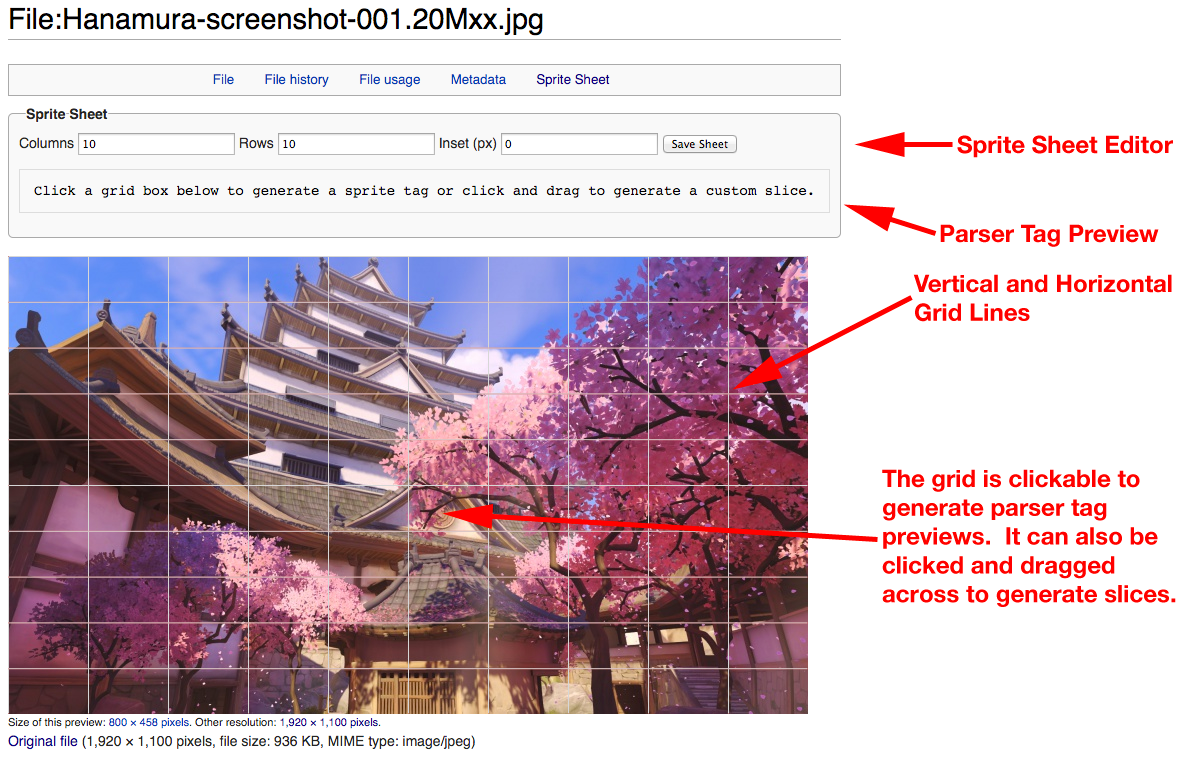 File:Hanamura-screenshot-001.20Mxx.jpg
File File history File usage Metadata Sprite Sheet
Sprite Sheet
Columns 10 Rows 10 Inset (px) 0 Save Sheet
Sprite Sheet Editor
Click a grid box below to generate a sprite tag or click and drag to generate a custom slice.
Parser Tag Preview
Vertical and Horizontal
Grid Lines
The grid is clickable to
generate parser tag
previews.  It can also be
clicked and dragged
across to generate slices.
Size of this preview: 800 × 458 pixels. Other resolution: 1,920 × 1,100 pixels.
Original file (1,920 × 1,100 pixels, file size: 936 KB, MIME type: image/jpeg)